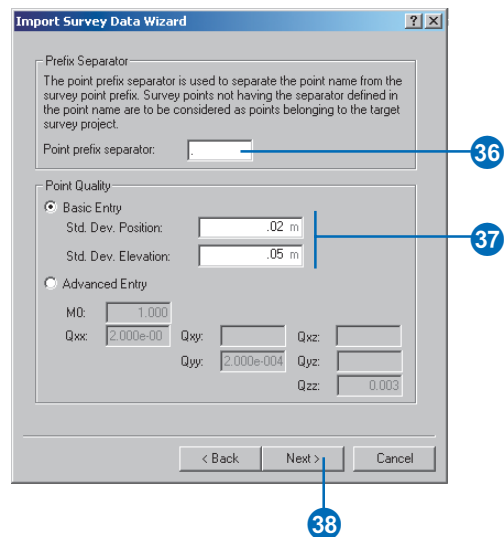 Import Survey Data Wizard ? X
Prefix Separator
The point prefix separator is used to separate the point name from the
survey point prefix. Survey points not having the separator defined in
the point name are to be considered as points belonging to the target
survey project.
Point prefix separator: .
36
Point Quality
Basic Entry
Std. Dev. Position: .02 m
37
Std. Dev. Elevation: .05 m
Advanced Entry
M0: 1.000
Qxx: 2.000e-00 Qxy: Qxz:
Qyy: 2.000e-004 Qyz:
Qzz: 0.003
< Back Next > Cancel
38